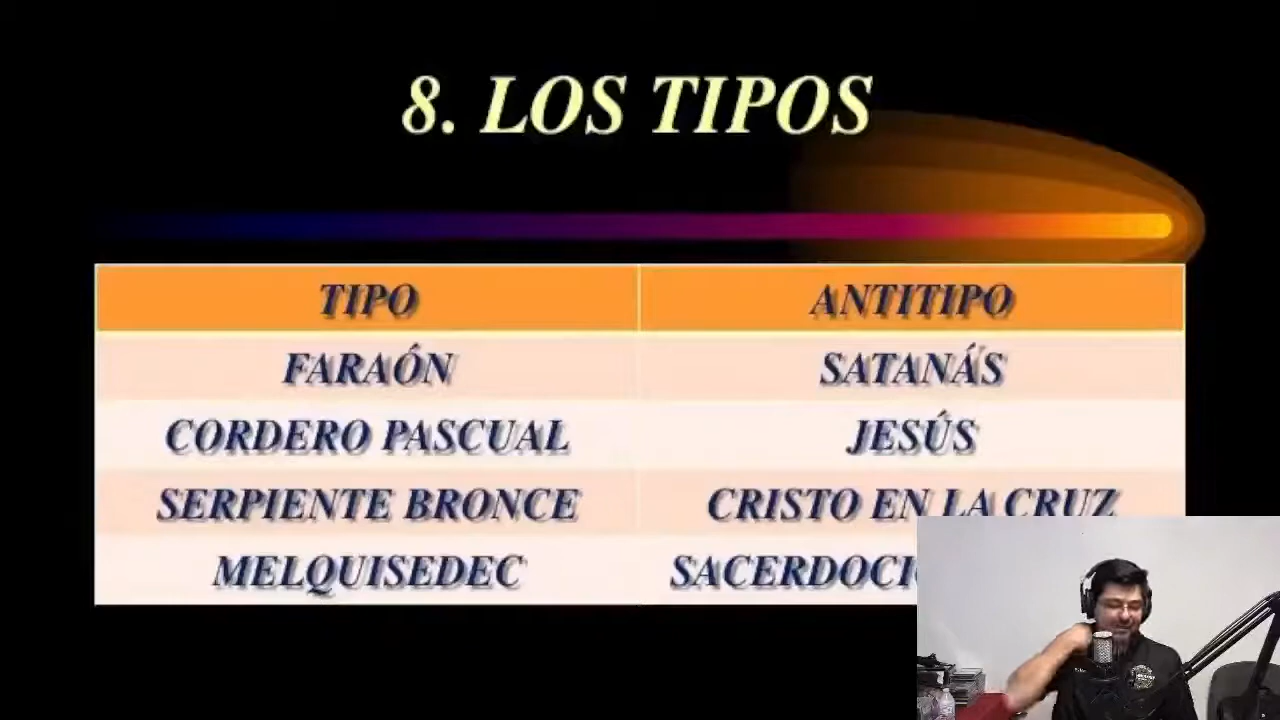 8. LOS TIPOS
TIPO ANTITIPO
FARAÓN SATANÁS
CORDERO PASCUAL JESÚS
SERPIENTE BRONCE CRISTO EN LA CRUZ
MELQUISEDEC